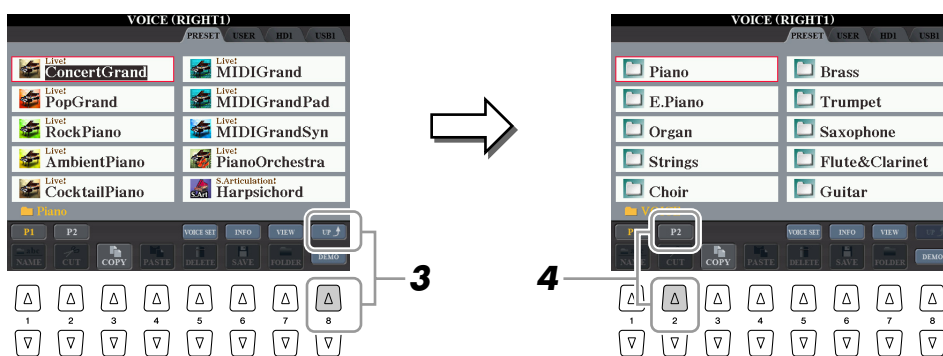 VOICE (RIGHT1)
PRESET USER HD1 USB1
Live! Live!
ConcertGrand MIDIGrand
Live! Live!
PopGrand MIDIGrandPad
Live! Live!
RockPiano MIDIGrandSyn
Live! Live!
AmbientPiano PianoOrchestra
Live! S.Articulation!
CocktailPiano S.Art Harpsichord
Piano
P1 P2 VOICE SET INFO VIEW UP
NAME CUT COPY PASTE DELETE SAVE FOLDER DEMO
1 2 3 4 5 6 7 8
3
VOICE (RIGHT1)
PRESET USER HD1 USB1
Piano Brass
E.Piano Trumpet
Organ Saxophone
Strings Flute&Clarinet
Choir Guitar
P2 VOICE SET INFO VIEW UP
CUT COPY PASTE DELETE SAVE FOLDER DEMO
1 2 3 4 5 6 7 8
4